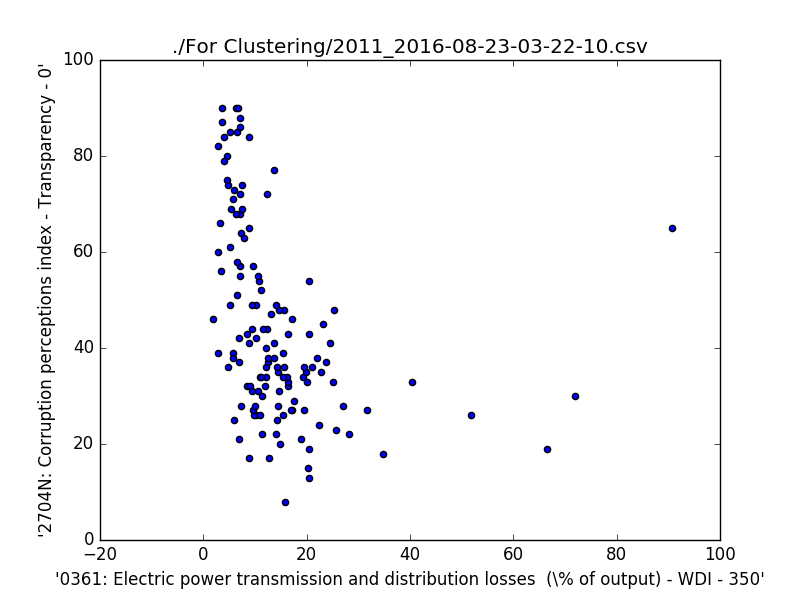 ./For Clustering/2011_2016-08-23-03-22-10.csv
'2704N: Corruption perceptions index - Transparency - 0'
100
80
60
40
20
0
−20 0 20 40 60 80 100
'0361: Electric power transmission and distribution losses  (\% of output) - WDI - 350'